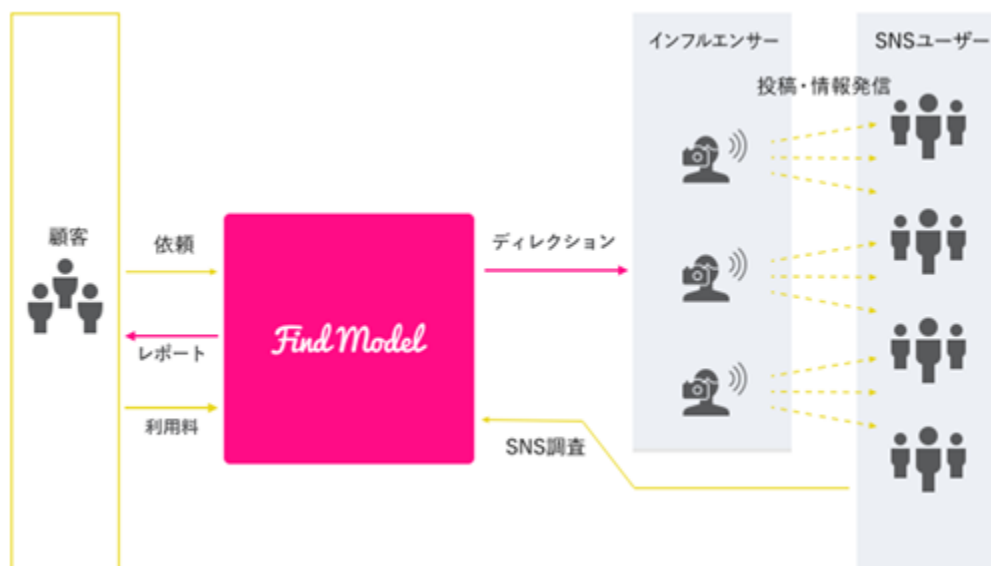 インフルエンサー
SNSユーザー
投稿・情報発信
顧客
依頼
ディレクション
Find Model
レポート
利用料
SNS調査